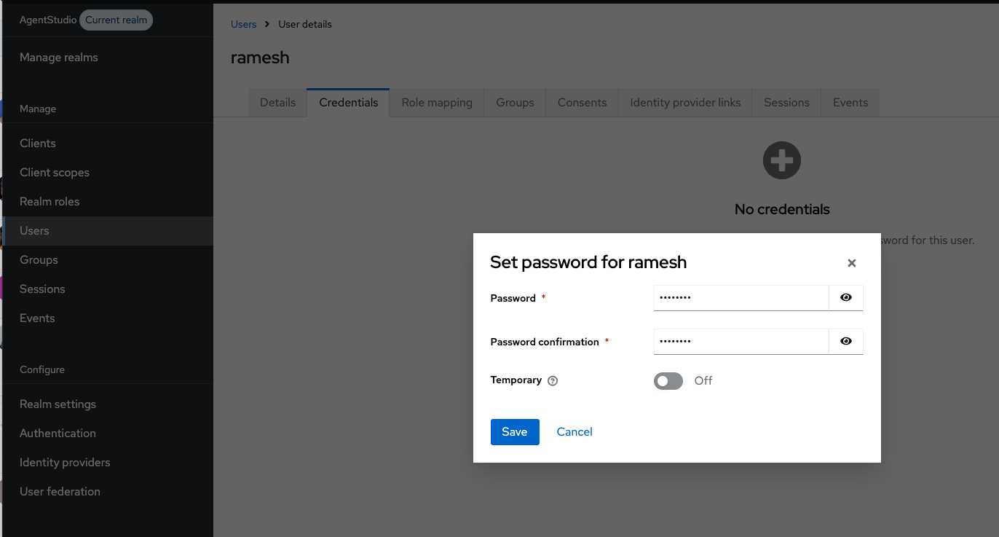 AgentStudio Current realm
Manage realms
Manage
Clients
Client scopes
Realm roles
Users
Groups
Sessions
Events
Configure
Realm settings
Authentication
Identity providers
User federation
Users > User details
ramesh
Details Credentials Role mapping Groups Consents Identity provider links Sessions Events
No credentials
sword for this user.
Set password for ramesh
Password *
••••••••
Password confirmation *
••••••••
Temporary ? Off
Save Cancel